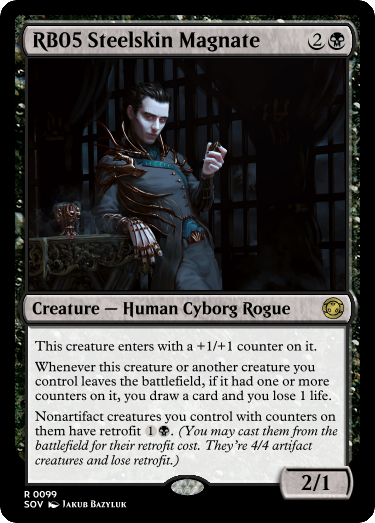 RB05 Steelskin Magnate 2
Creature — Human Cyborg Rogue
This creature enters with a +1/+1 counter on it.
Whenever this creature or another creature you
control leaves the battlefield, if it had one or more
counters on it, you draw a card and you lose 1 life.
Nonartifact creatures you control with counters on
them have retrofit 1. (You may cast them from the
battlefield for their retrofit cost. They're 4/4 artifact
creatures and lose retrofit.)
2/1
R 0099
SOV Jakub Bazyluk